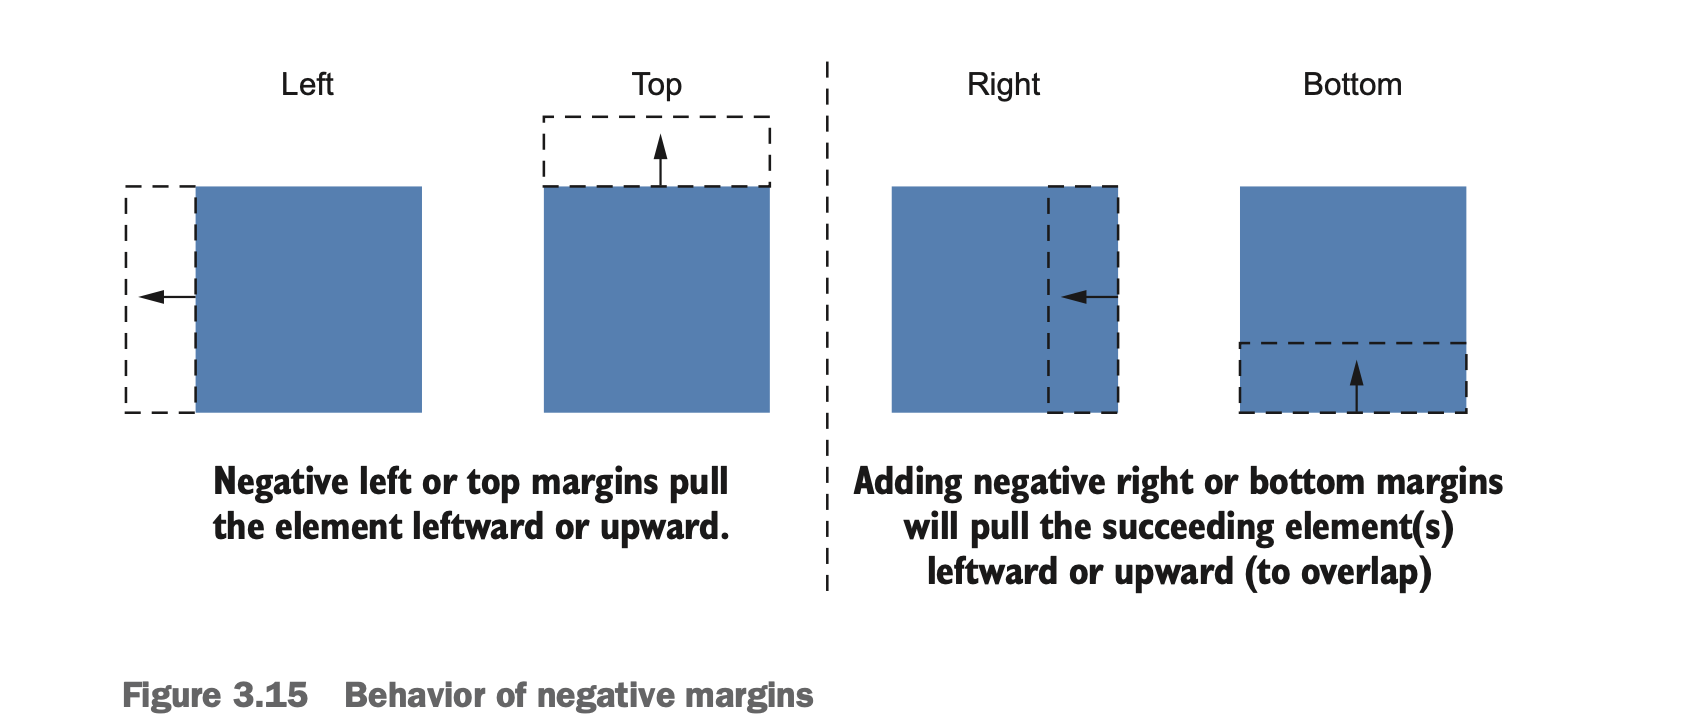 Left
Top
Right
Bottom
Negative left or top margins pull
the element leftward or upward.
Adding negative right or bottom margins
will pull the succeeding element(s)
leftward or upward (to overlap)
Figure 3.15 Behavior of negative margins